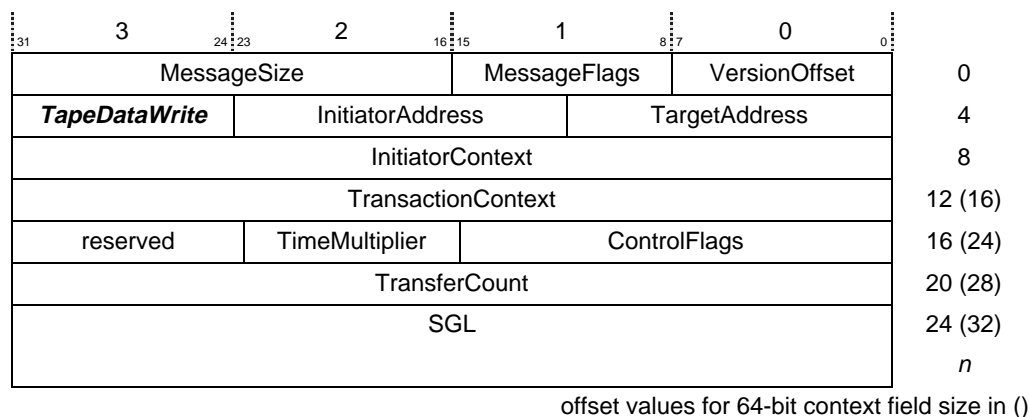 3 2 1 0
31 24 23 16 15 8 7 0
MessageSize MessageFlags VersionOffset 0
TapeDataWrite InitiatorAddress TargetAddress 4
InitiatorContext 8
TransactionContext 12 (16)
reserved TimeMultiplier ControlFlags 16 (24)
TransferCount 20 (28)
SGL 24 (32)
n
offset values for 64-bit context field size in ()